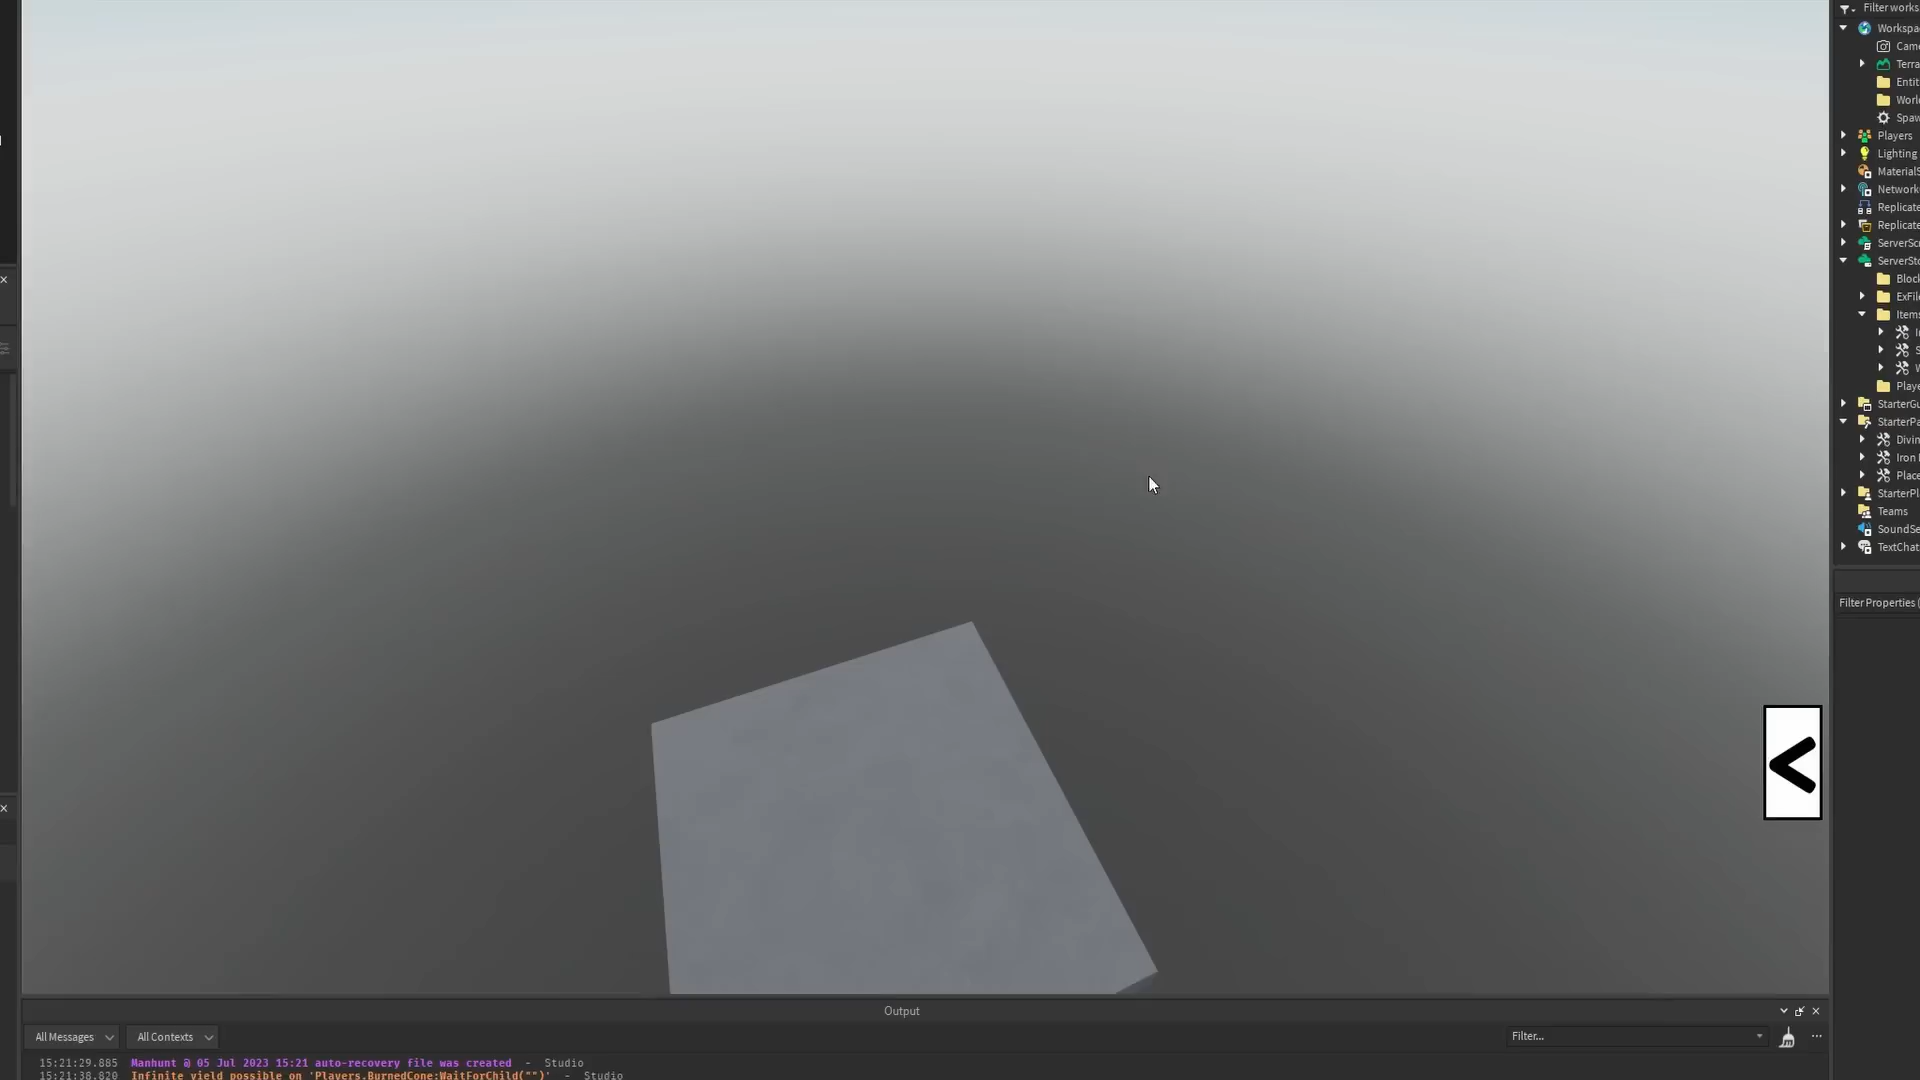 Filter works
Workspa
Came
Terra
Entit
Worl
Spaw
Players
Lighting
MaterialS
Network
Replicate
Replicate
ServerScr
ServerSto
Block
ExFil
Items
Playe
StarterGu
StarterPa
Divin
Iron
Place
StarterPl
Teams
SoundSe
TextChat
Filter Properties (
<
Output
All Messages
All Contexts
Filter...
15:21:29.885 Manhunt @ 05 Jul 2023 15:21 auto-recovery file was created - Studio
15:21:38.820 Infinite yield possible on 'Players.BurnedCone:WaitForChild("")' - Studio